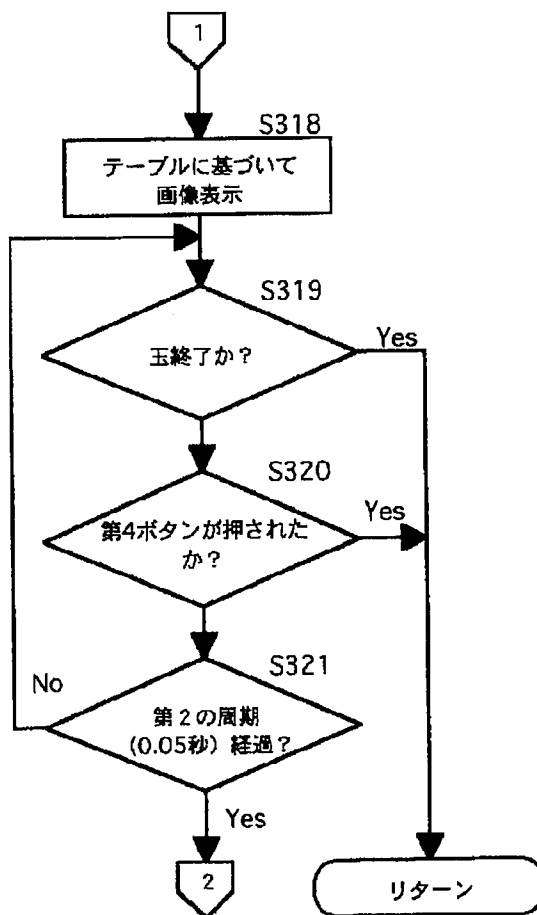 1
S318
テーブルに基づいて
画像表示
S319
玉終了か？
Yes
S320
第4ボタンが押された
か？
Yes
S321
第２の周期
(0.05秒）経過？
No
Yes
2
リターン